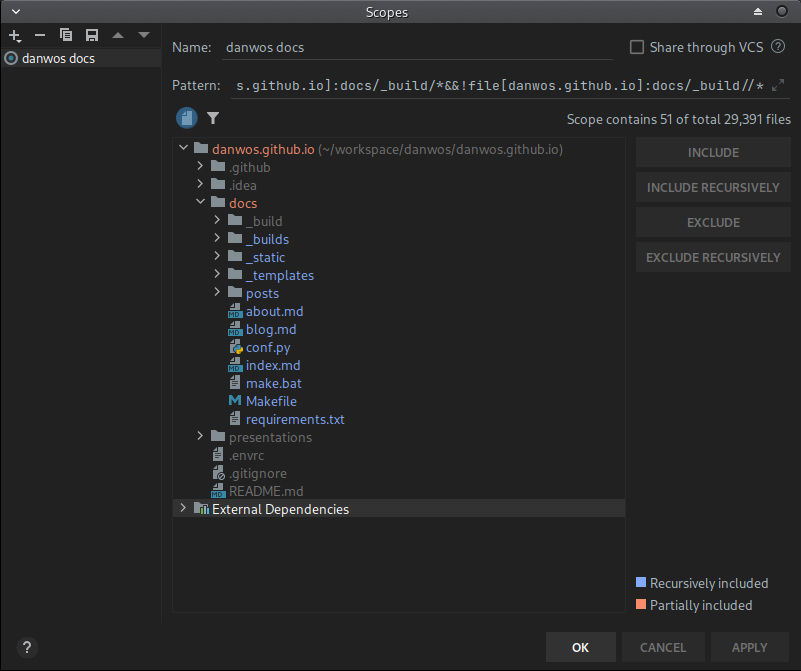 Scopes
danwos docs
Name: danwos docs
Share through VCS ?
Pattern: s.github.io]:docs/_build/*&&!file[danwos.github.io]:docs/_build//*
Scope contains 51 of total 29,391 files
danwos.github.io (~/workspace/danwos/danwos.github.io)
.github
.idea
docs
_build
_builds
_static
_templates
posts
MD about.md
MD blog.md
conf.py
MD index.md
make.bat
M Makefile
requirements.txt
presentations
.envrc
.gitignore
MD README.md
External Dependencies
INCLUDE
INCLUDE RECURSIVELY
EXCLUDE
EXCLUDE RECURSIVELY
Recursively included
Partially included
?
OK CANCEL APPLY